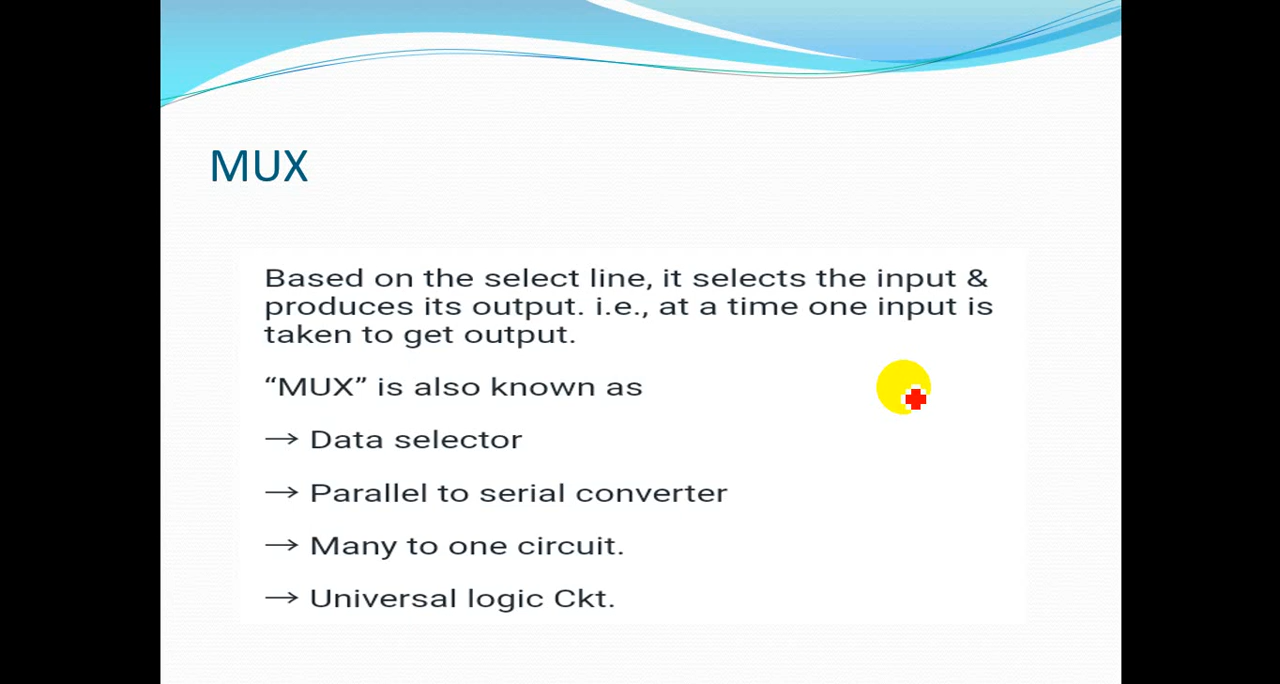 MUX
Based on the select line, it selects the input &
produces its output. i.e., at a time one input is
taken to get output.
“MUX” is also known as
→ Data selector
→ Parallel to serial converter
→ Many to one circuit.
→ Universal logic Ckt.